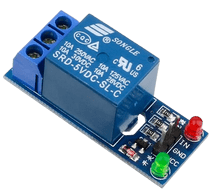 SONGLE
10A 250VAC 10A 125VAC
10A 30VDC 10A 28VDC
SRD-5VDC-SL-C
IN
GND